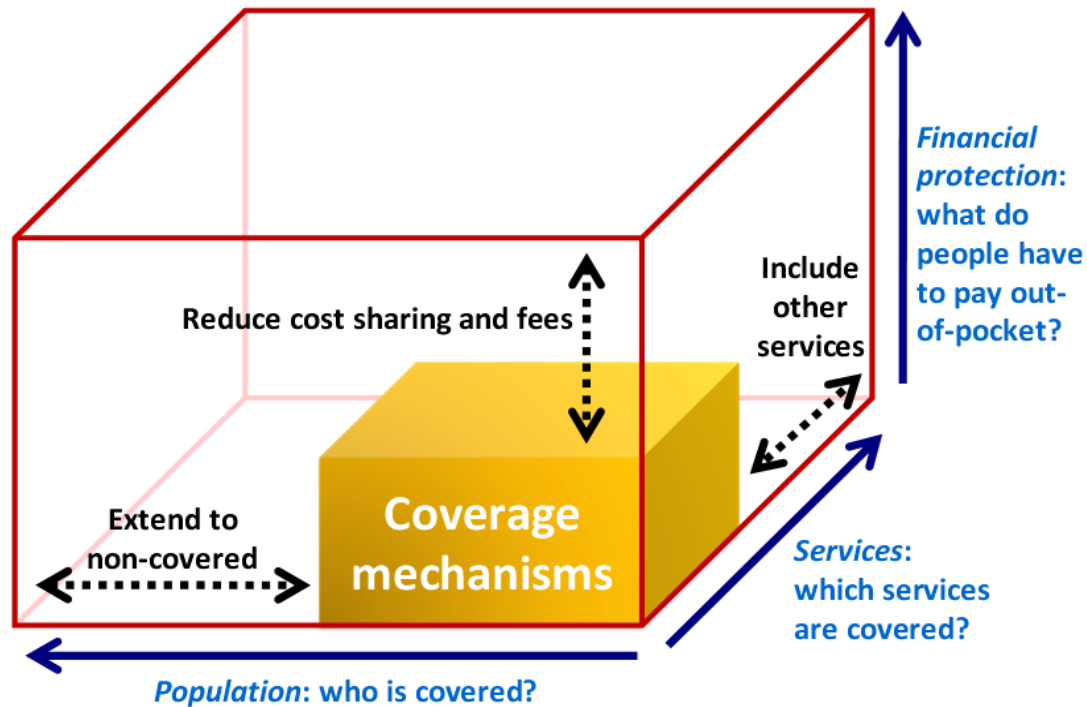 Financial
protection:
what do
people have
to pay out-
of-pocket?
Include
other
services
Reduce cost sharing and fees
Coverage
mechanisms
Extend to
non-covered
Services:
which services
are covered?
Population: who is covered?